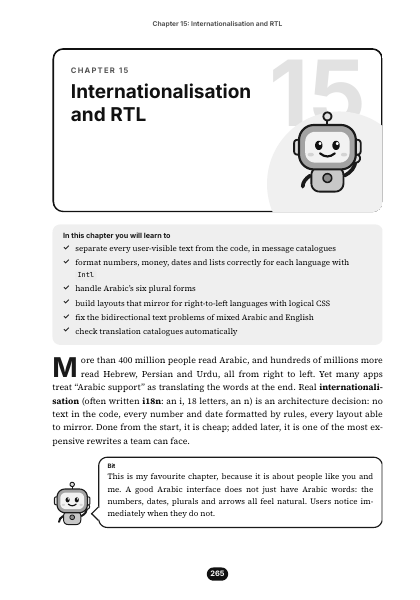 Chapter 15: Internationalisation and RTL
CHAPTER 15
15
Internationalisation
and RTL
In this chapter you will learn to
✓ separate every user-visible text from the code, in message catalogues
✓ format numbers, money, dates and lists correctly for each language with
Intl
✓ handle Arabic's six plural forms
✓ build layouts that mirror for right-to-left languages with logical CSS
✓ fix the bidirectional text problems of mixed Arabic and English
✓ check translation catalogues automatically
More than 400 million people read Arabic, and hundreds of millions more
read Hebrew, Persian and Urdu, all from right to left. Yet many apps
treat “Arabic support” as translating the words at the end. Real internationali-
sation (often written i18n: an i, 18 letters, an n) is an architecture decision: no
text in the code, every number and date formatted by rules, every layout able
to mirror. Done from the start, it is cheap; added later, it is one of the most ex-
pensive rewrites a team can face.
Bit
This is my favourite chapter, because it is about people like you and
me. A good Arabic interface does not just have Arabic words: the
numbers, dates, plurals and arrows all feel natural. Users notice im-
mediately when they do not.
265